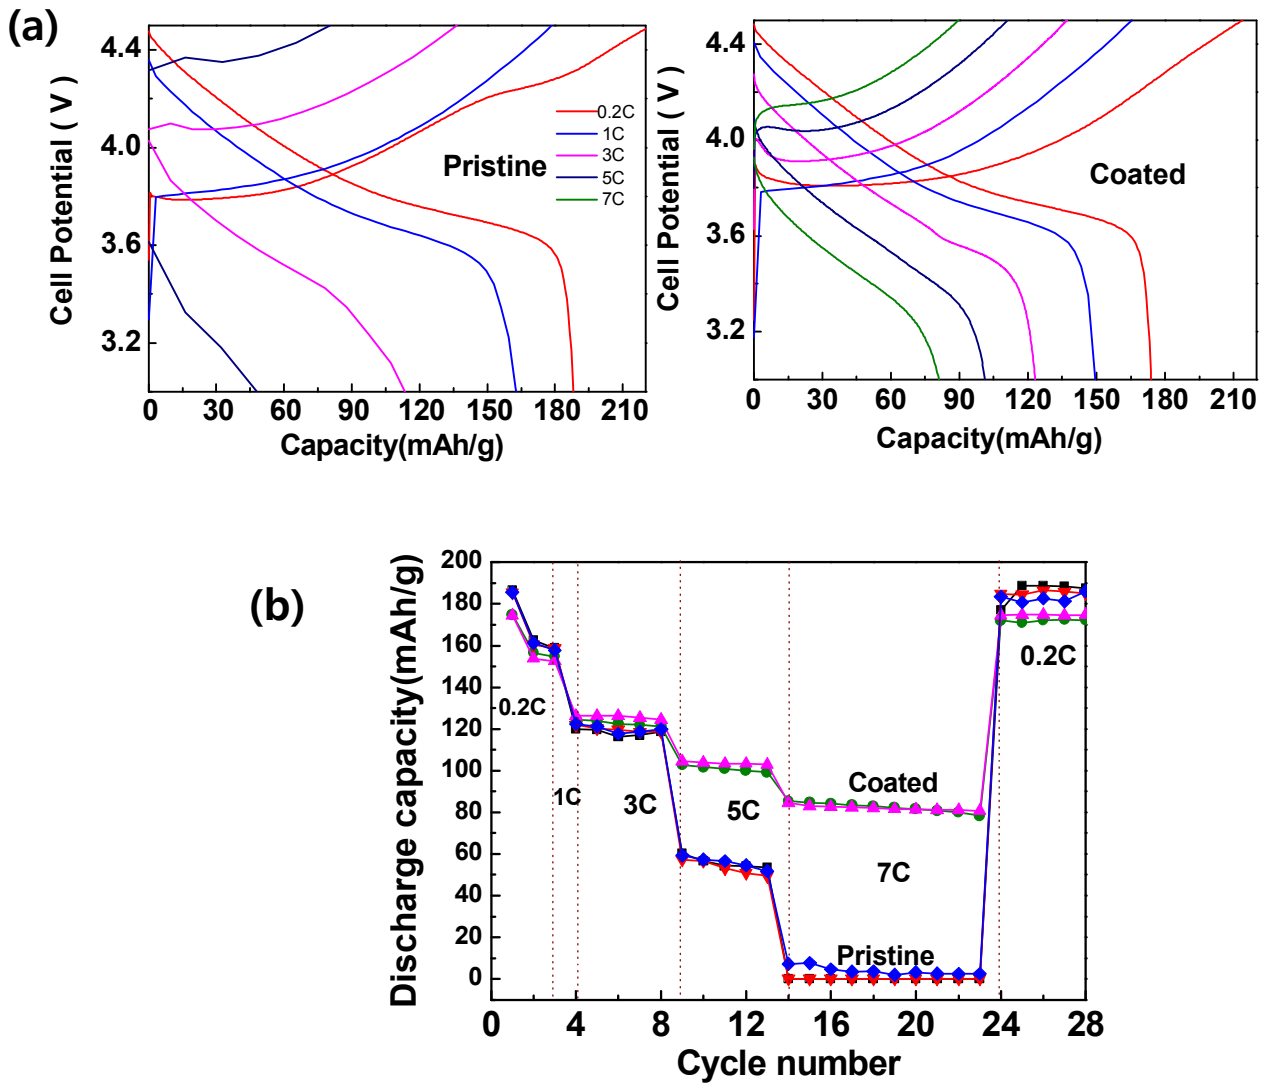 (a)
4.4
4.0
3.6
3.2
Cell Potential ( V )
0.2C
1C
3C
5C
7C
Pristine
0 30 60 90 120 150 180 210
Capacity(mAh/g)
4.4
4.0
3.6
3.2
Cell Potential ( V )
Coated
0 30 60 90 120 150 180 210
Capacity(mAh/g)
(b)
200
180
160
140
120
100
80
60
40
20
0
Discharge capacity(mAh/g)
0.2C
1C
3C
5C
Coated
7C
Pristine
0.2C
0 4 8 12 16 20 24 28
Cycle number